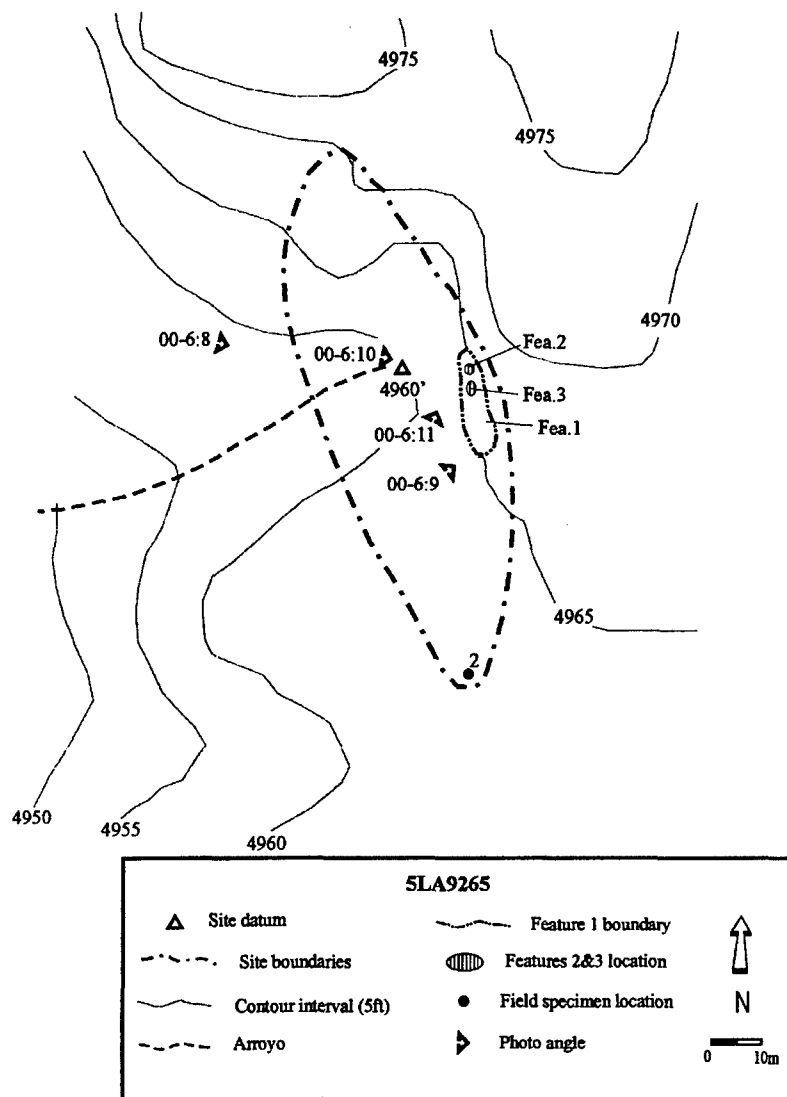 4975
4975
4970
00-6:8
00-6:10
Fea.2
4960'
Fea.3
00-6:11
Fea.1
00-6:9
4965
2
4950
4955
4960
5LA9265
Site datum
Feature 1 boundary
Site boundaries
Features 2&3 location
Contour interval (5ft)
Field specimen location
N
Arroyo
Photo angle
0 10m